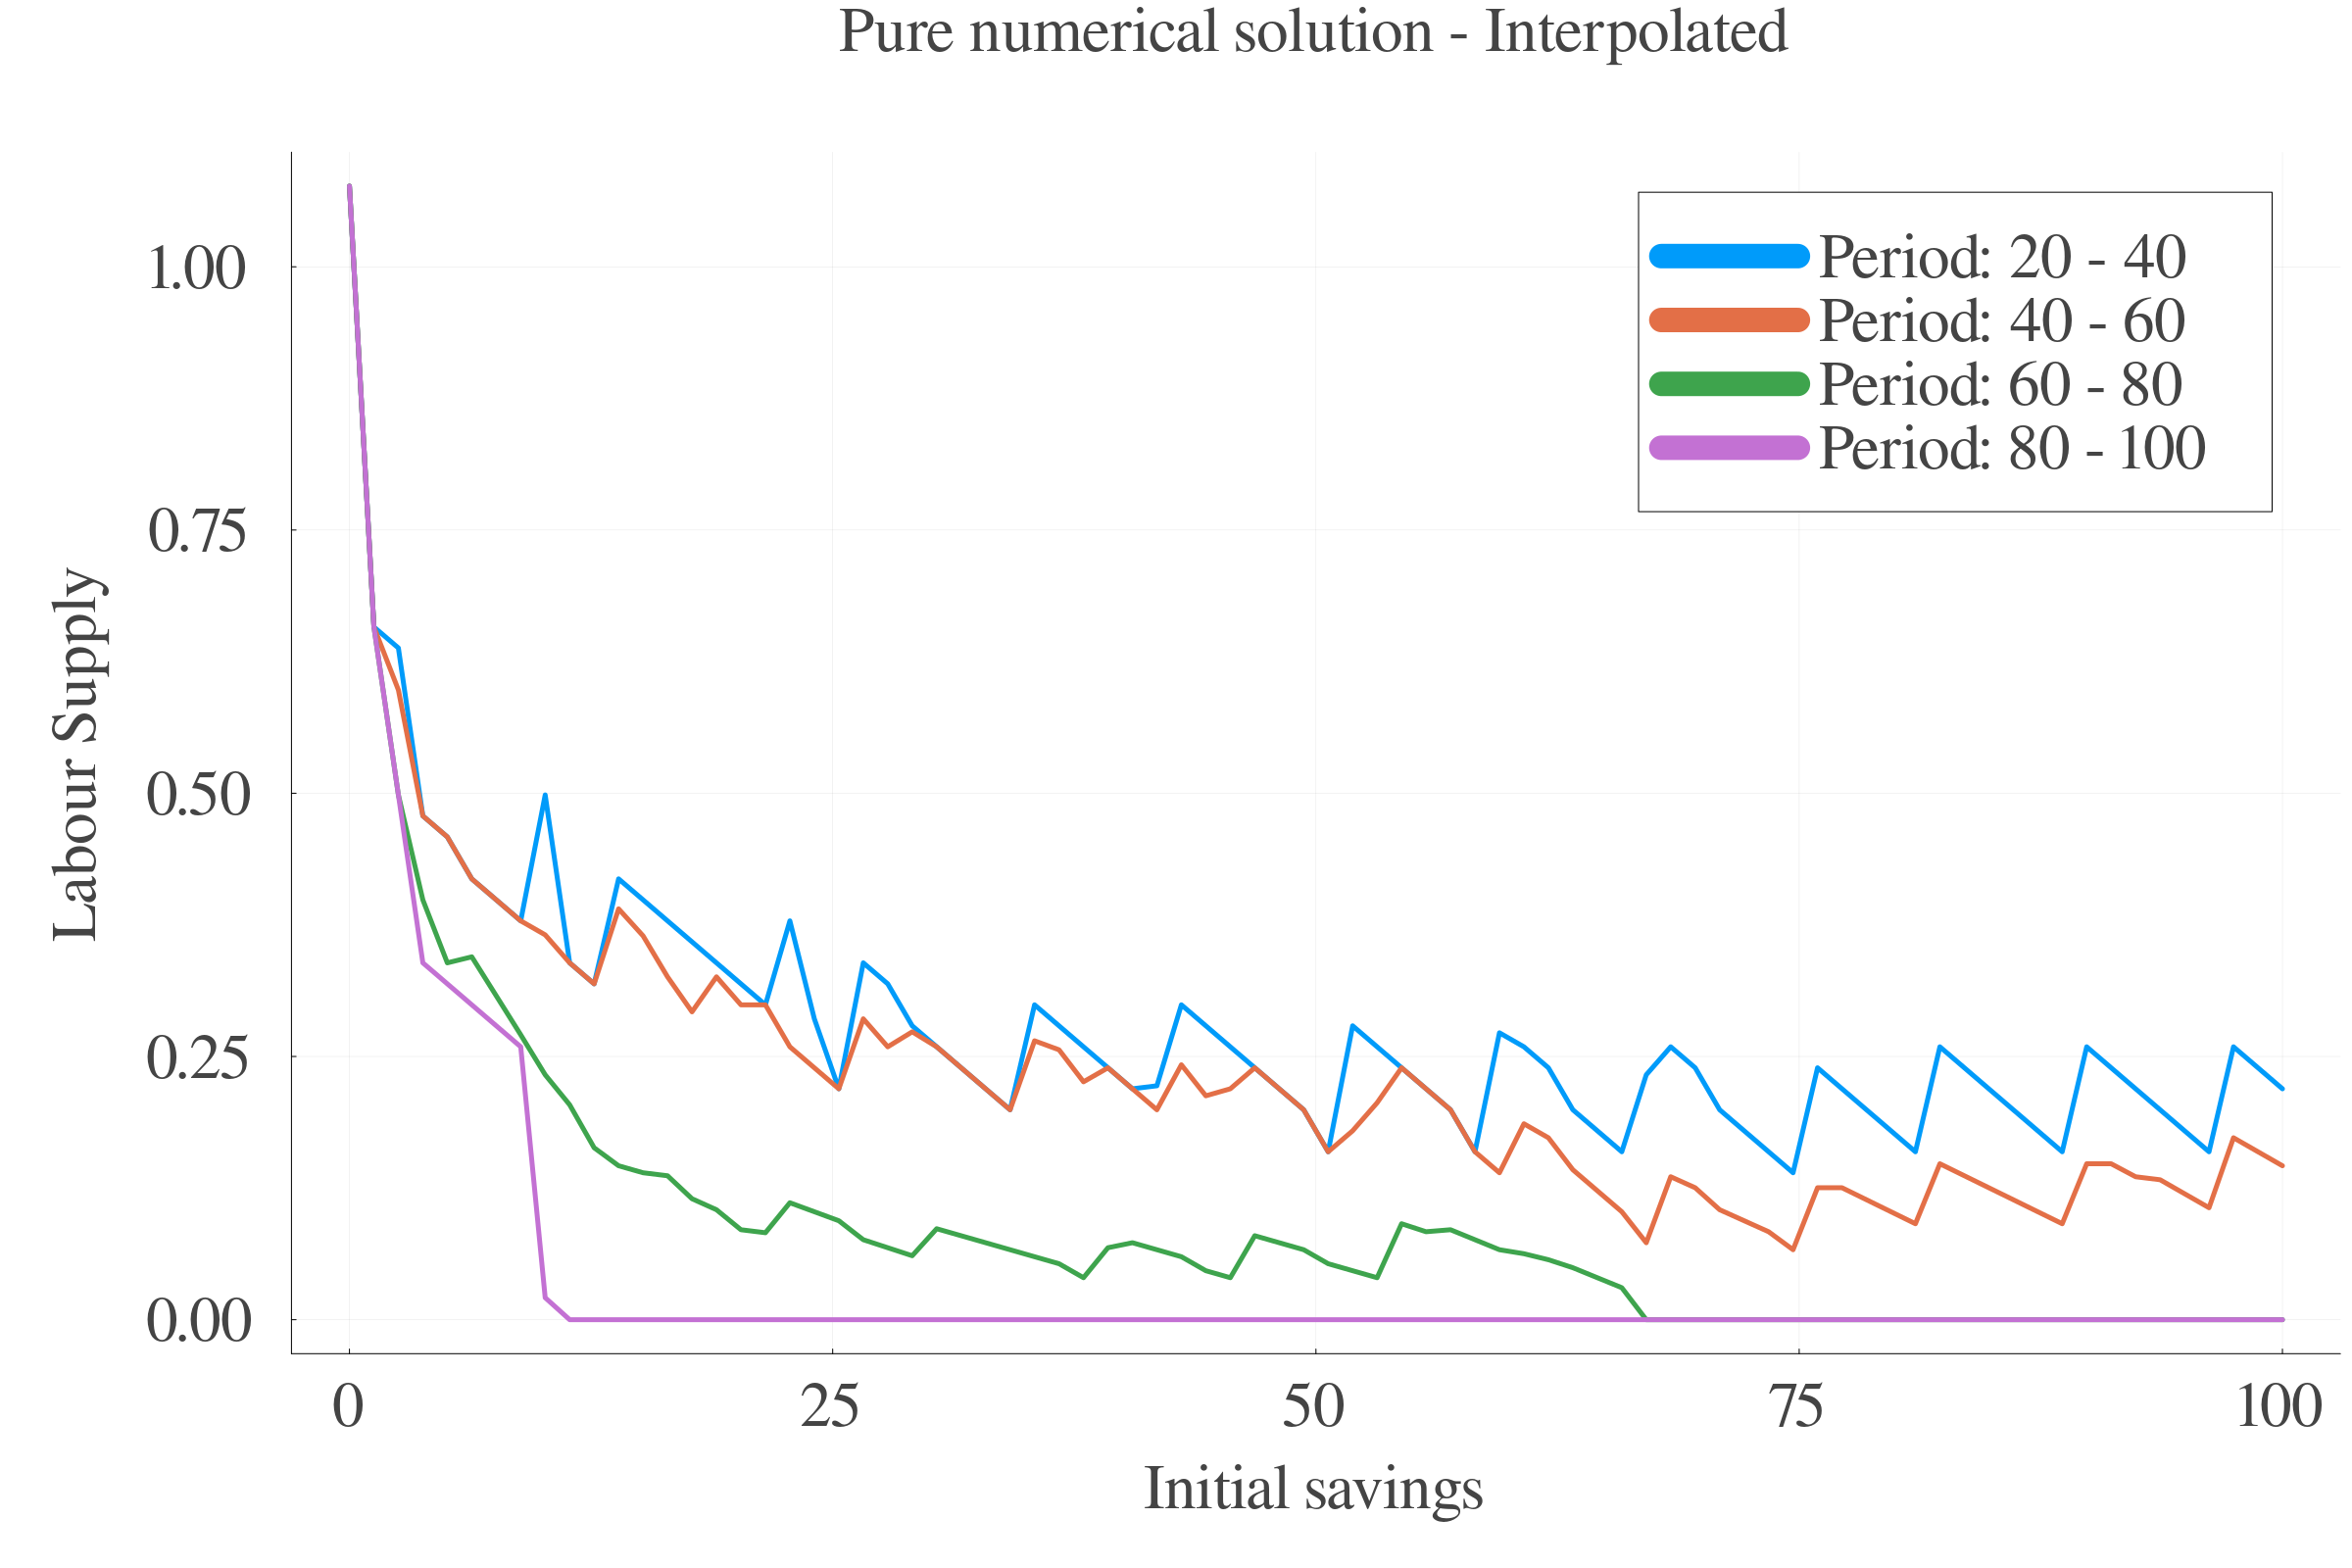 Pure numerical solution - Interpolated
Period: 20 - 40
Period: 40 - 60
Period: 60 - 80
Period: 80 - 100
Labour Supply
1.00
0.75
0.50
0.25
0.00
0 25 50 75 100
Initial savings